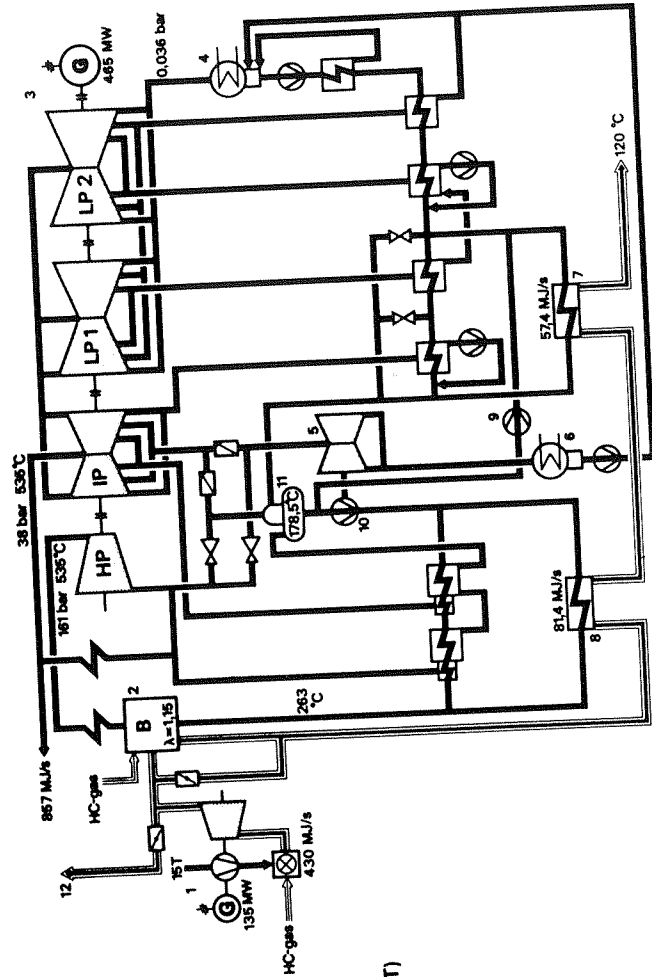 3
G
465 MW
0,036 bar
4
LP 2
LP 1
38 bar 535°C
IP
161 bar 535°C
HP
857 MJ/s
HC-gas
B
λ=1,15
2
12
15T
1
G
135 MW
430 MJ/s
HC-gas
263
°C
5
11
178,5°C
10
9
6
57,4 MJ/s
7
120 °C
81,4 MJ/s
8
T)